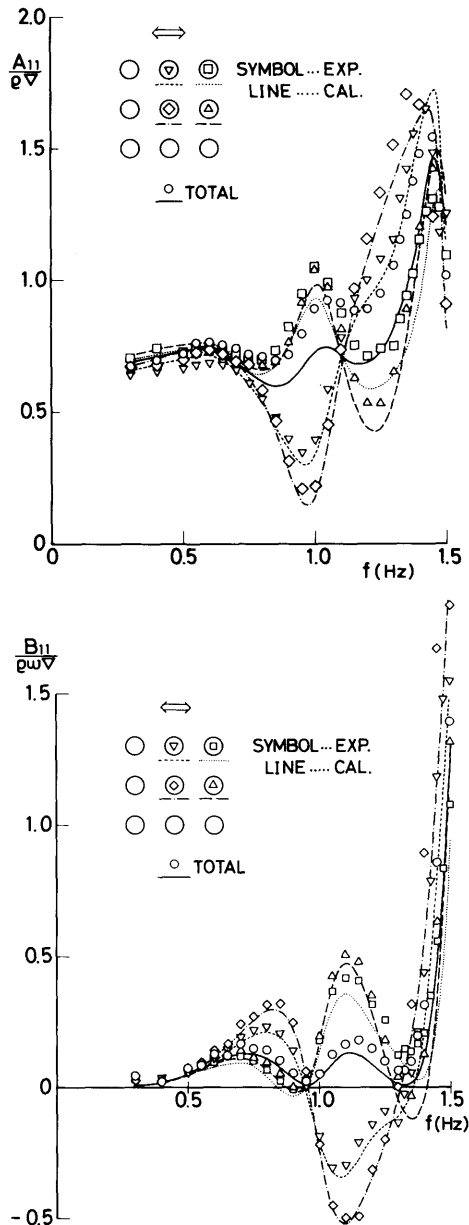 A11
ρ∇
SYMBOL...EXP.
LINE....CAL.
TOTAL
2.0
1.5
1.0
0.5
0
0 0.5 1.0 1.5
f(Hz)
B11
ρω∇
SYMBOL...EXP.
LINE.....CAL.
TOTAL
1.5
1.0
0.5
0
-0.5
0.5 1.0 1.5
f(Hz)